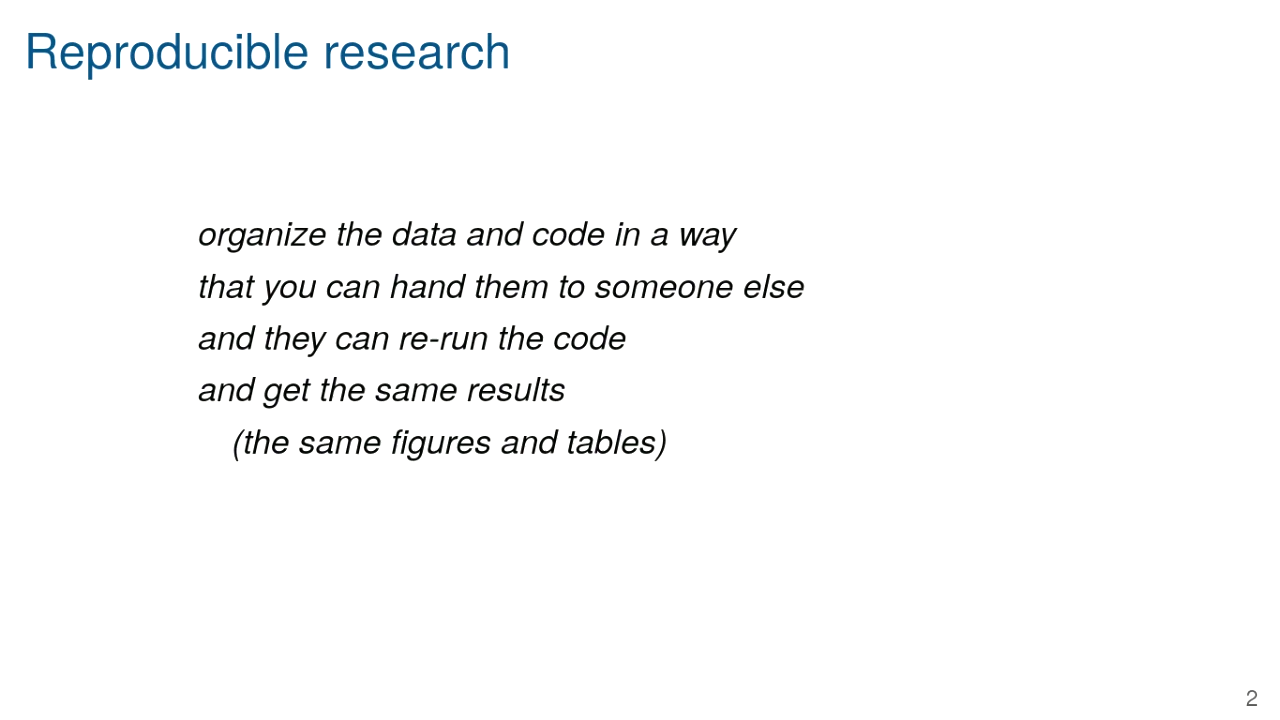 Reproducible research
organize the data and code in a way
that you can hand them to someone else
and they can re-run the code
and get the same results
(the same figures and tables)
2